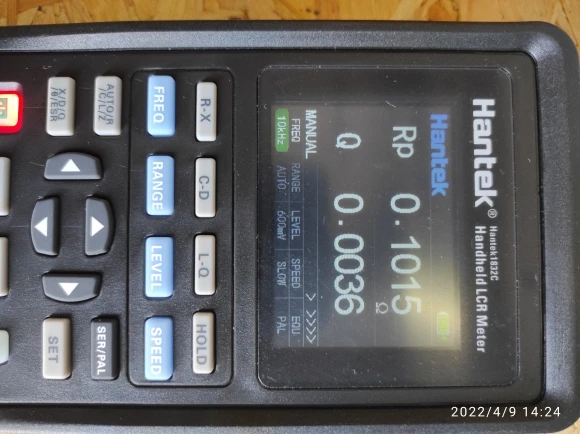 Hantek® Hantek1832C
Handheld LCR Meter
Hantek
Rp 0.1015 Ω
Q 0.0036
MANUAL
FREQ RANGE LEVEL SPEED EQU
10kHz AUTO 600mV SLOW PAL
R-X C-D L-Q HOLD
FREQ RANGE LEVEL SPEED
AUTO/R
/C/L/Z
SER/PAL
X/D/Q
/θ/ESR
SET
2022/4/9 14:24